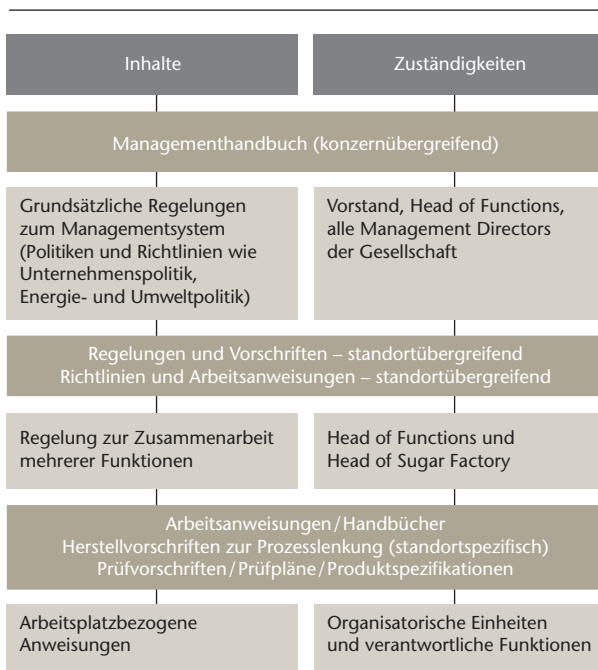 Inhalte
Zuständigkeiten
Managementhandbuch (konzernübergreifend)
Grundsätzliche Regelungen
zum Managementsystem
(Politiken und Richtlinien wie
Unternehmenspolitik,
Energie- und Umweltpolitik)
Vorstand, Head of Functions,
alle Management Directors
der Gesellschaft
Regelungen und Vorschriften – standortübergreifend
Richtlinien und Arbeitsanweisungen – standortübergreifend
Regelung zur Zusammenarbeit
mehrerer Funktionen
Head of Functions und
Head of Sugar Factory
Arbeitsanweisungen/Handbücher
Herstellvorschriften zur Prozesslenkung (standortspezifisch)
Prüfvorschriften/Prüfpläne/Produktspezifikationen
Arbeitsplatzbezogene
Anweisungen
Organisatorische Einheiten
und verantwortliche Funktionen